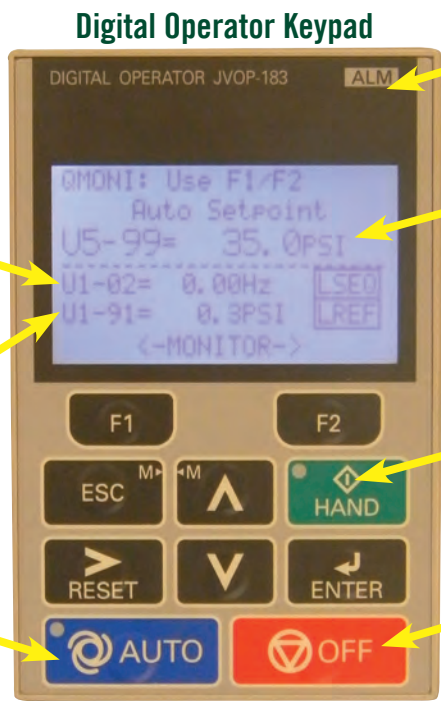 Digital Operator Keypad
DIGITAL OPERATOR JVOP-183 ALM
QMONI: Use F1/F2
Auto Setpoint
U5-99= 35.0PSI
U1-02= 0.00Hz LSEQ
U1-91= 0.3PSI LREF
<-MONITOR->
F1 F2
ESC M M HAND
RESET ENTER
AUTO OFF